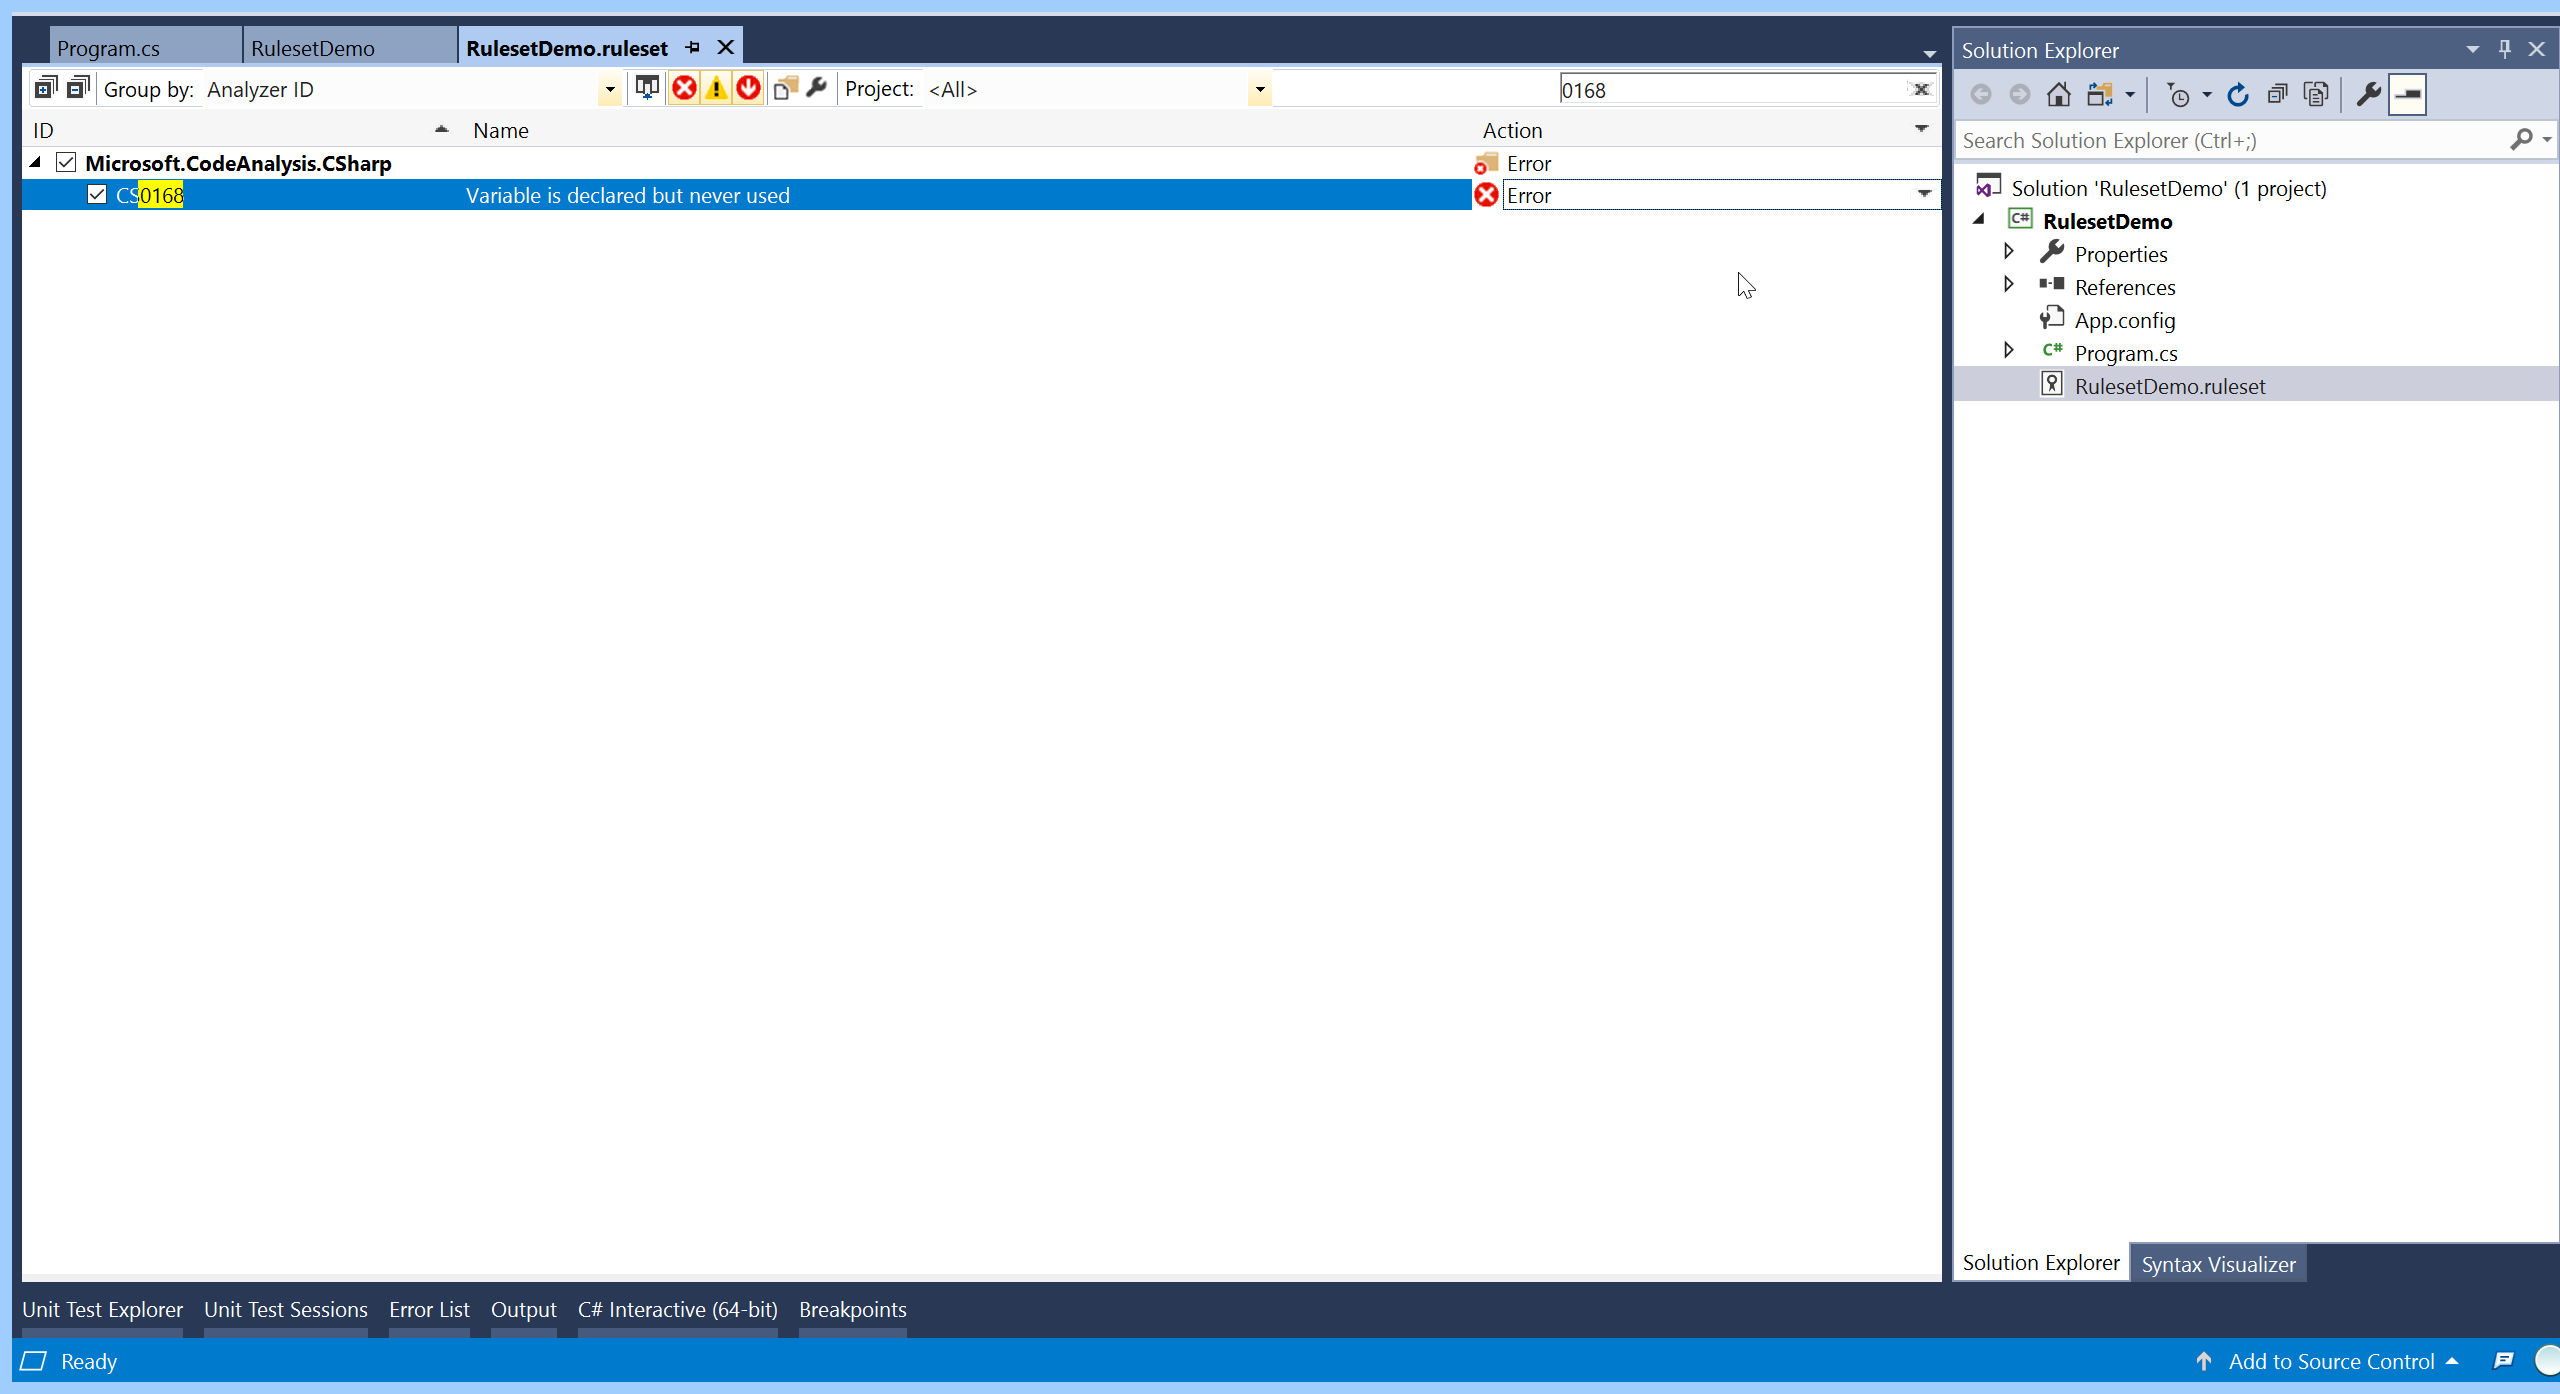 Program.cs RulesetDemo RulesetDemo.ruleset
Group by: Analyzer ID Project: <All> 0168
ID Name Action
Microsoft.CodeAnalysis.CSharp Error
CS0168 Variable is declared but never used Error
Solution Explorer
Search Solution Explorer (Ctrl+;)
Solution 'RulesetDemo' (1 project)
C# RulesetDemo
Properties
References
App.config
C# Program.cs
RulesetDemo.ruleset
Solution Explorer Syntax Visualizer
Unit Test Explorer Unit Test Sessions Error List Output C# Interactive (64-bit) Breakpoints
Ready Add to Source Control